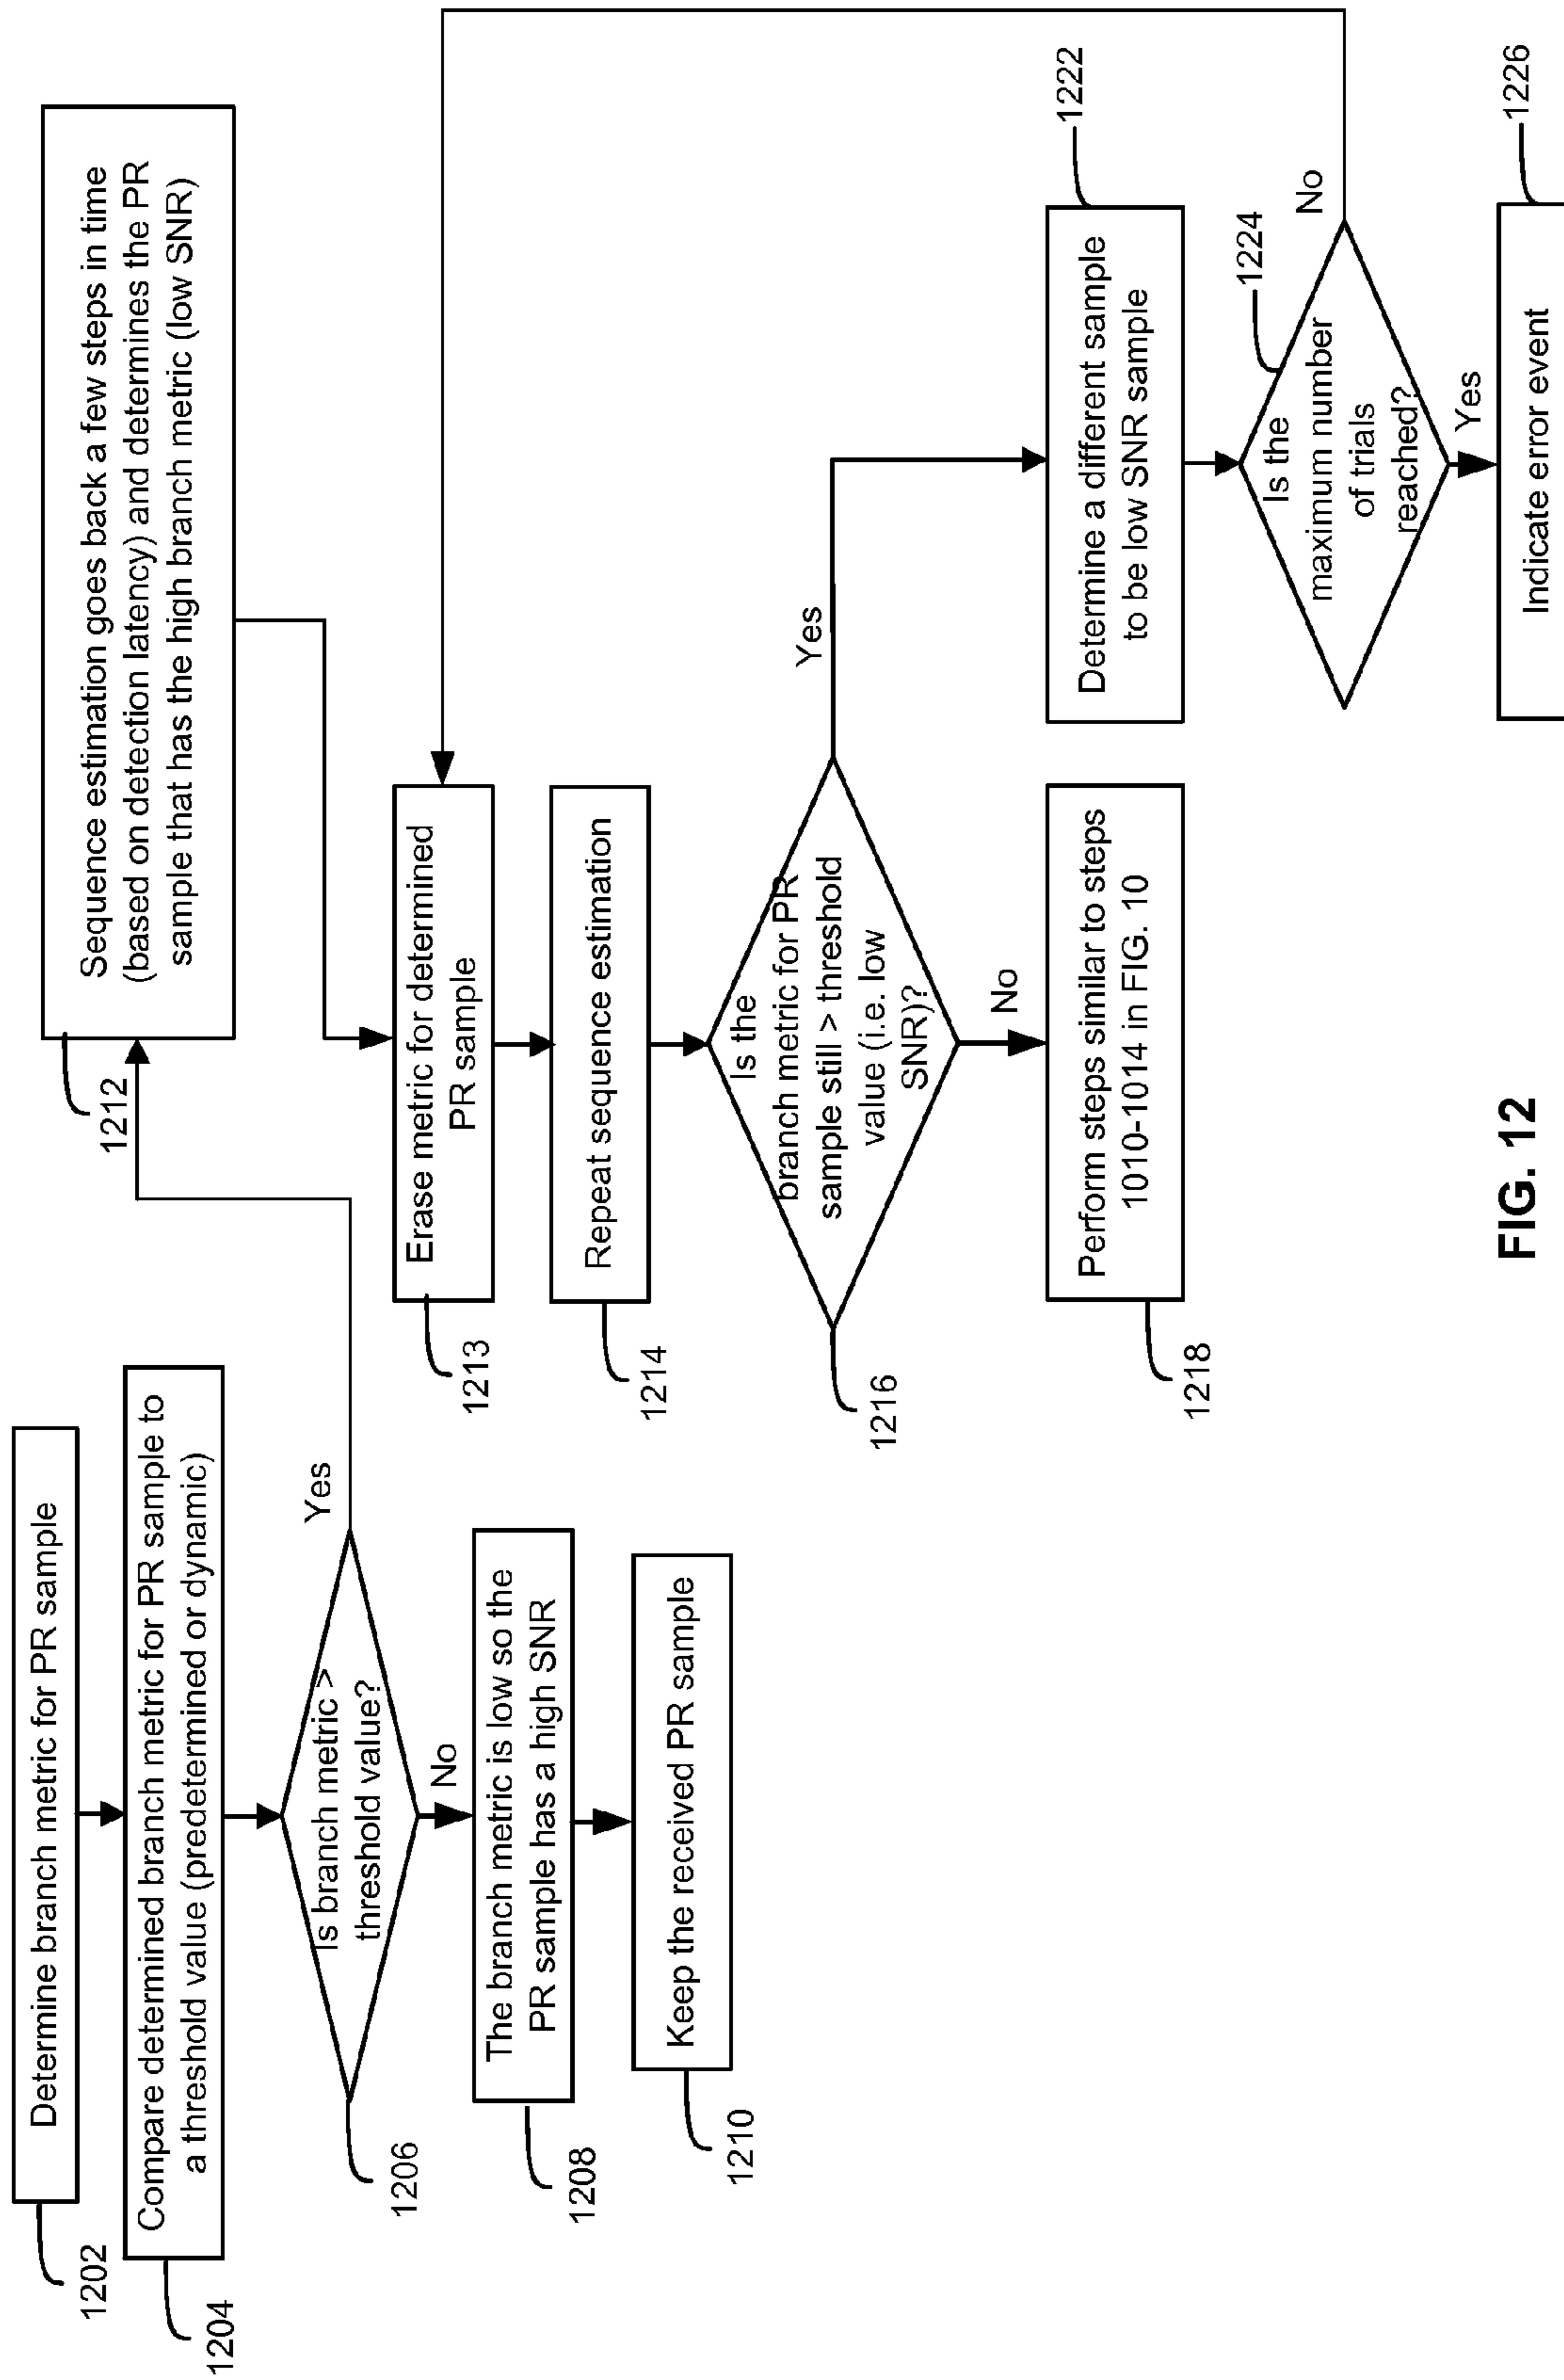 1202
Determine branch metric for PR sample
1204
Compare determined branch metric for PR sample to
a threshold value (predetermined or dynamic)
1206
Is branch metric >
threshold value?
Yes
No
1208
The branch metric is low so the
PR sample has a high SNR
1210
Keep the received PR sample
1212
Sequence estimation goes back a few steps in time
(based on detection latency) and determines the PR
sample that has the high branch metric (low SNR)
1213
Erase metric for determined
PR sample
1214
Repeat sequence estimation
1216
Is the
branch metric for PR
sample still > threshold
value (i.e. low
SNR)?
Yes
No
1218
Perform steps similar to steps
1010-1014 in FIG. 10
1222
Determine a different sample
to be low SNR sample
1224
Is the
maximum number
of trials
reached?
No
Yes
1226
Indicate error event
FIG. 12